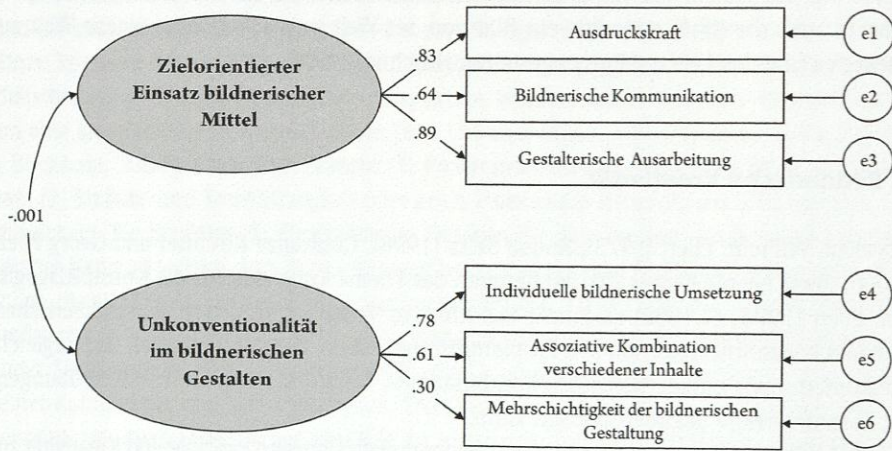 Zielorientierter
Einsatz bildnerischer
Mittel
.83
.64
.89
Ausdruckskraft
e1
Bildnerische Kommunikation
e2
Gestalterische Ausarbeitung
e3
-.001
Unkonventionalität
im bildnerischen
Gestalten
.78
.61
.30
Individuelle bildnerische Umsetzung
e4
Assoziative Kombination
verschiedener Inhalte
e5
Mehrschichtigkeit der bildnerischen
Gestaltung
e6